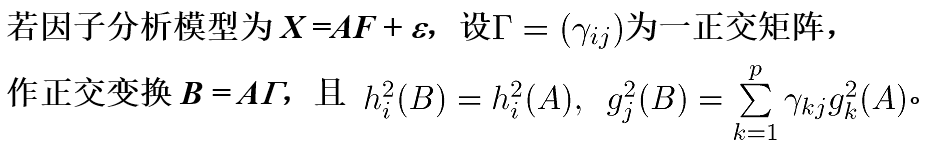 若因子分析模型为 X =AF + ε，设Γ = (γ_{ij})为一正交矩阵，
作正交变换 B = AΓ，且 h_i^2(B) = h_i^2(A), g_j^2(B) = \sum_{k=1}^{p} γ_{kj}g_k^2(A)。